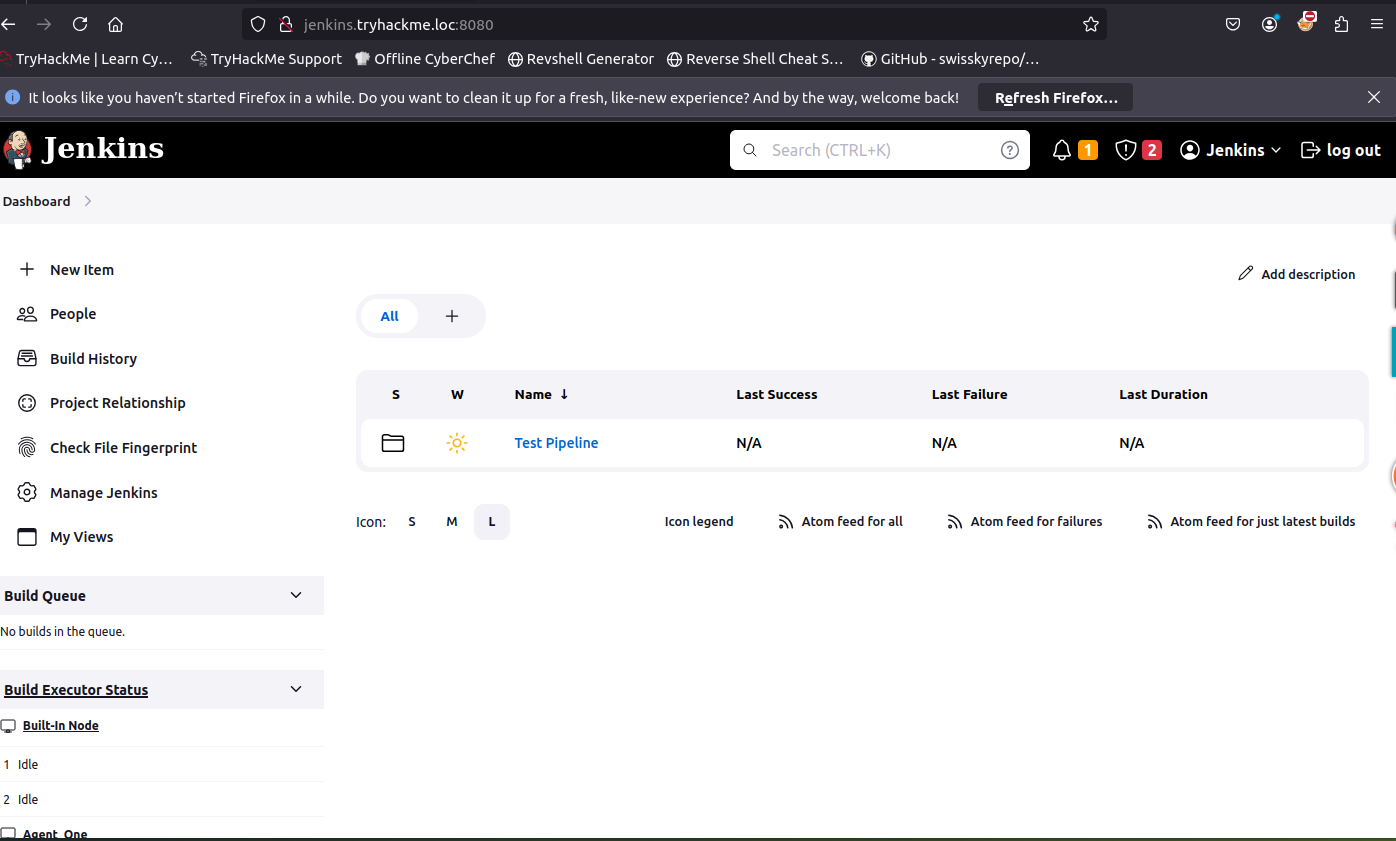 jenkins.tryhackme.loc:8080
TryHackMe | Learn Cy… TryHackMe Support Offline CyberChef Revshell Generator Reverse Shell Cheat S… GitHub - swisskyrepo/…
It looks like you haven’t started Firefox in a while. Do you want to clean it up for a fresh, like-new experience? And by the way, welcome back! Refresh Firefox…
Jenkins Search (CTRL+K) ? 1 2 Jenkins log out
Dashboard
New Item
People
Build History
Project Relationship
Check File Fingerprint
Manage Jenkins
My Views
Build Queue
No builds in the queue.
Build Executor Status
Built-In Node
1 Idle
2 Idle
Agent_One
Add description
All +
S W Name ↓ Last Success Last Failure Last Duration
Test Pipeline N/A N/A N/A
Icon: S M L Icon legend Atom feed for all Atom feed for failures Atom feed for just latest builds